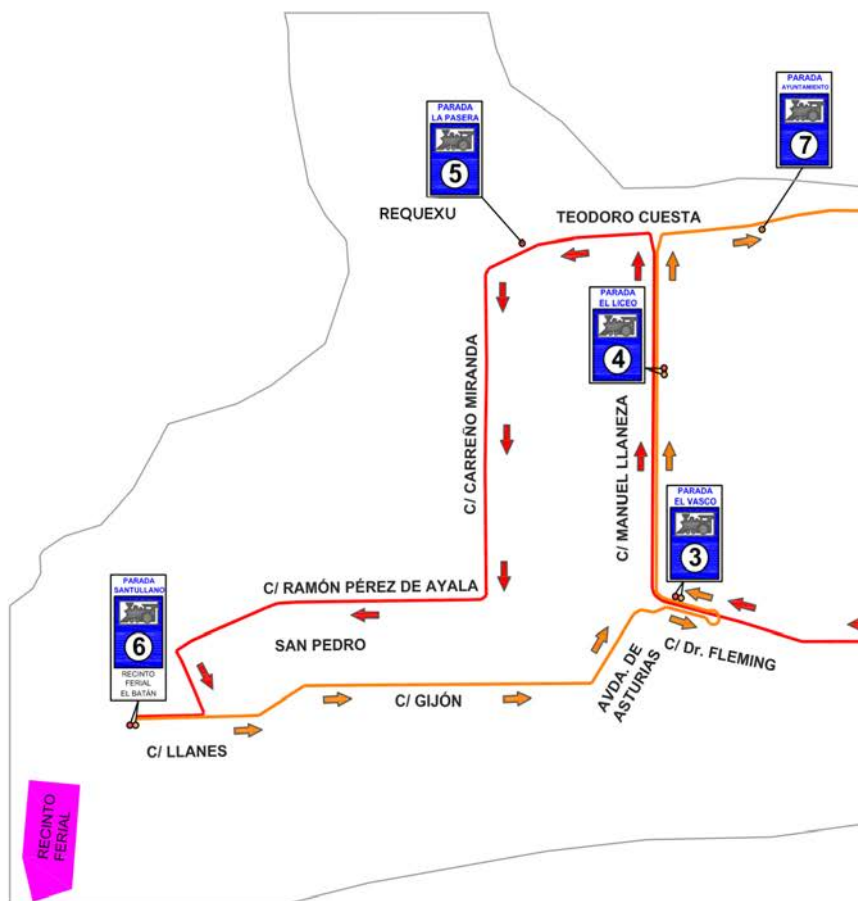 PARADA
AYUNTAMIENTO
7
PARADA
LA PASERA
5
REQUEXU
TEODORO CUESTA
PARADA
EL LICEO
4
C/ CARREÑO MIRANDA
C/ MANUEL LLANEZA
PARADA
EL VASCO
3
PARADA
SANTULLANO
6
RECINTO
FERIAL
EL BATÁN
C/ RAMÓN PÉREZ DE AYALA
SAN PEDRO
C/ Dr. FLEMING
AVDA. DE
ASTURIAS
C/ GIJÓN
C/ LLANES
RECINTO
FERIAL